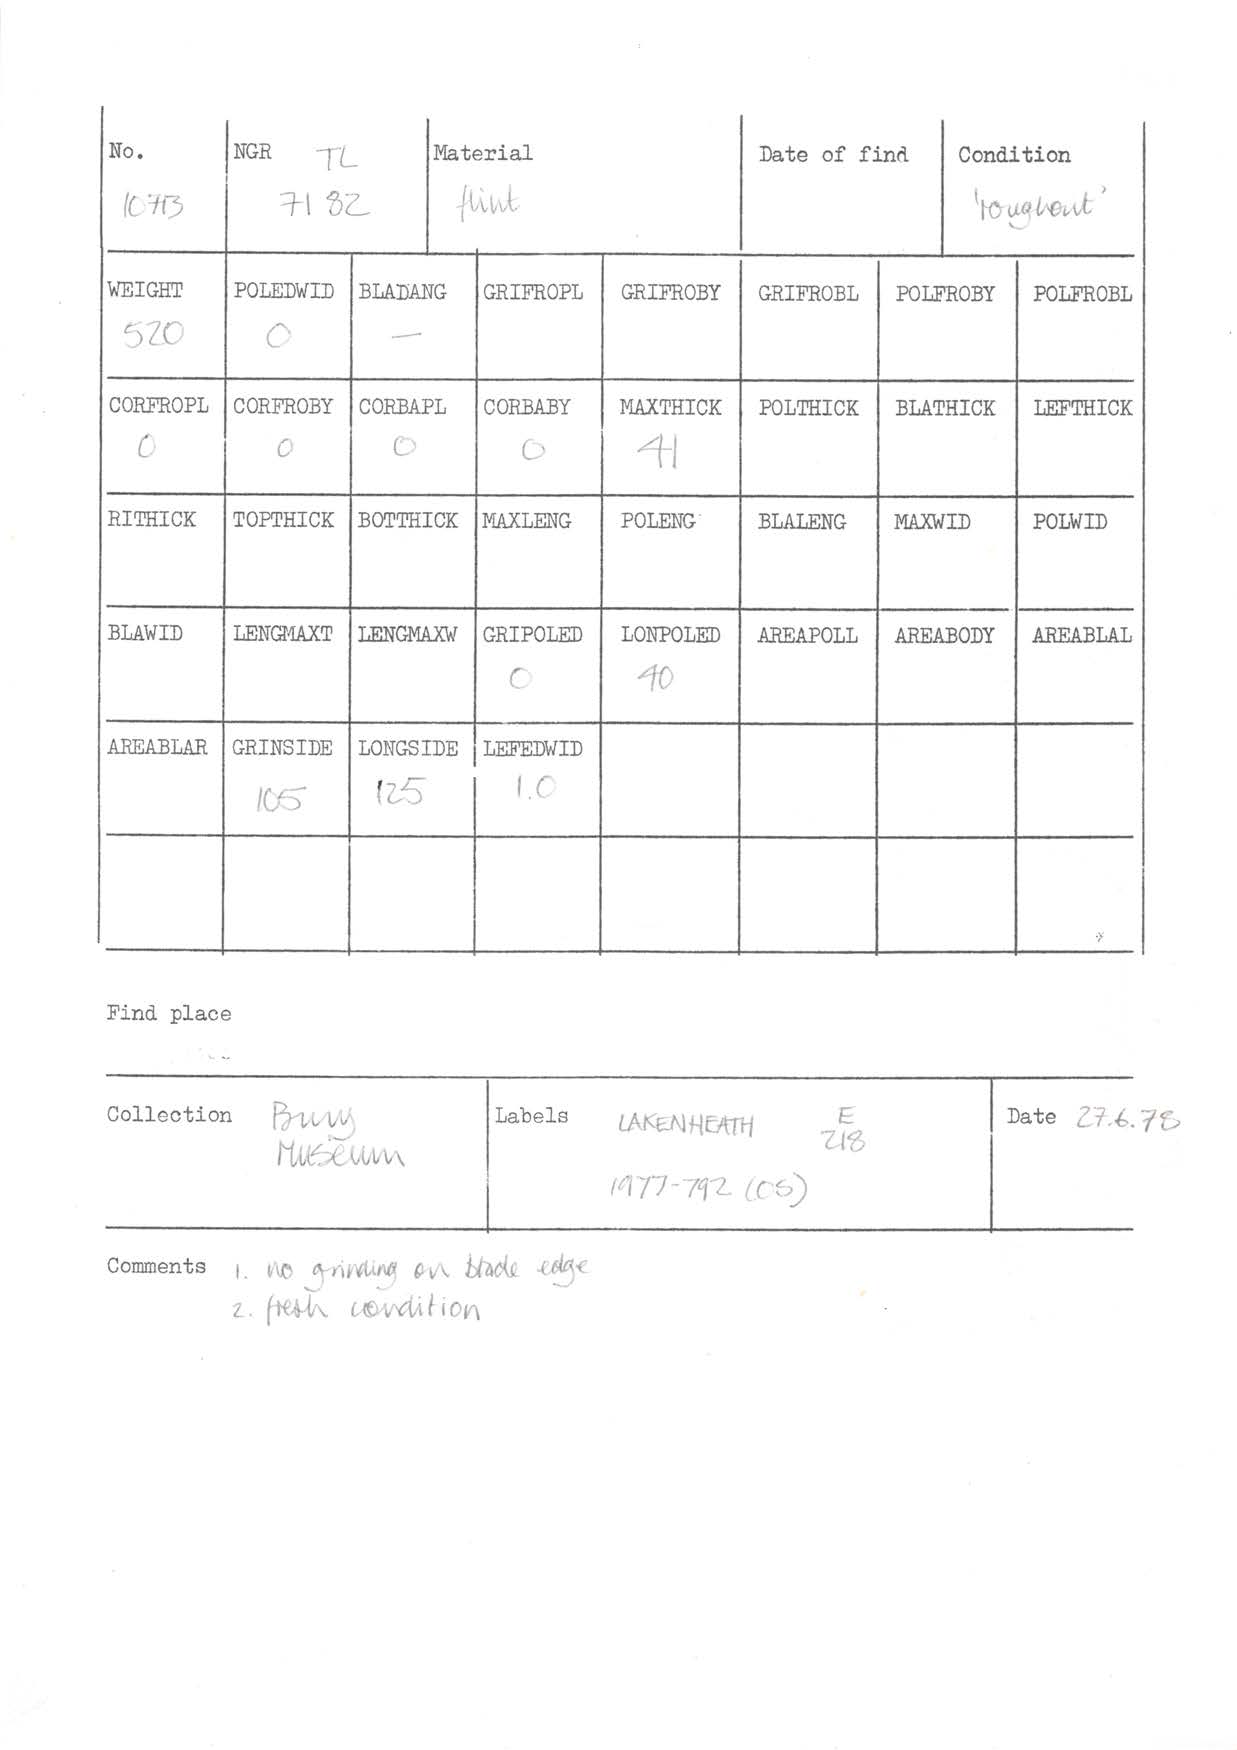 No. NGR TL Material Date of find Condition
7182 flint 'roughout'
WEIGHT POLEDWID BLADANG GRIFROPL GRIFROBY GRIFROBL POLFROBY POLFROBL
520 0 —
CORFROPL CORFROBY CORBAPL CORBABY MAXTHICK POLTHICK BLATHICK LEFTHICK
0 0 0 0 41
RITHICK TOPTHICK BOTTHICK MAXLENG POLENG BLALENG MAXWID POLWID
BLAWID LENGMAXT LENGMAXW GRIPOLED LONPOLED AREAPOLL AREABODY AREABLAL
0 40
AREABLAR GRINSIDE LONGSIDE LEFEDWID
105 125 1.0
Find place
Collection Bury Labels LAKENHEATH E Date 27.6.78
Museum 218
1977-792 (OS)
Comments 1. no grinding on blade edge
2. fresh condition